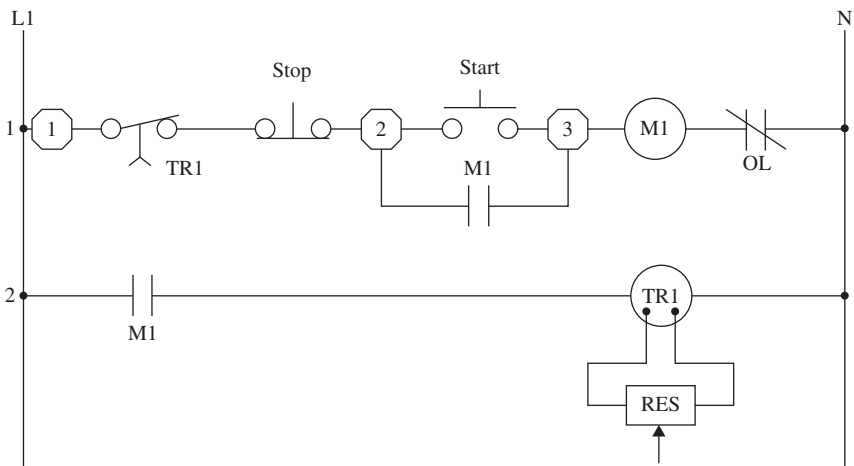 L1 N
Stop Start
1 1 2 3 M1
TR1 M1 OL
2 TR1
M1
RES